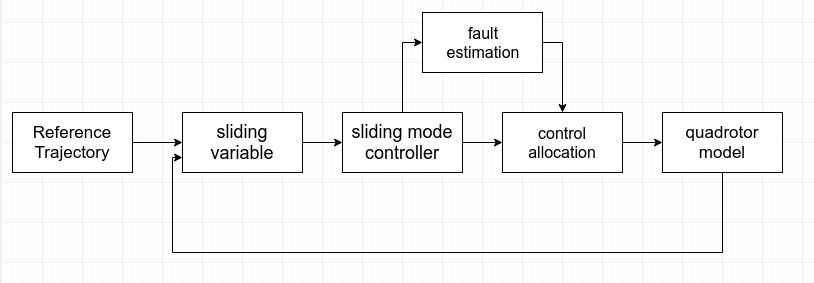 fault
estimation
Reference
Trajectory
sliding
variable
sliding mode
controller
control
allocation
quadrotor
model